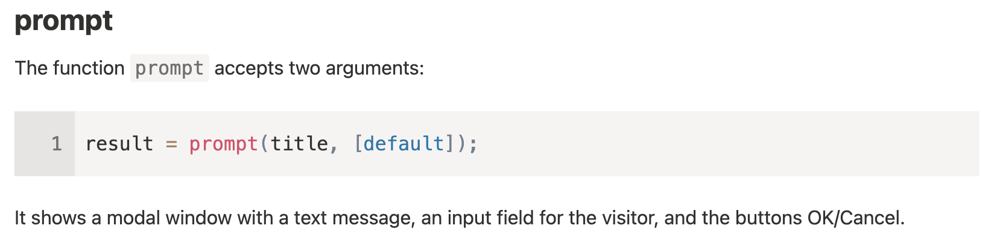 prompt
The function prompt accepts two arguments:
1 result = prompt(title, [default]);
It shows a modal window with a text message, an input field for the visitor, and the buttons OK/Cancel.